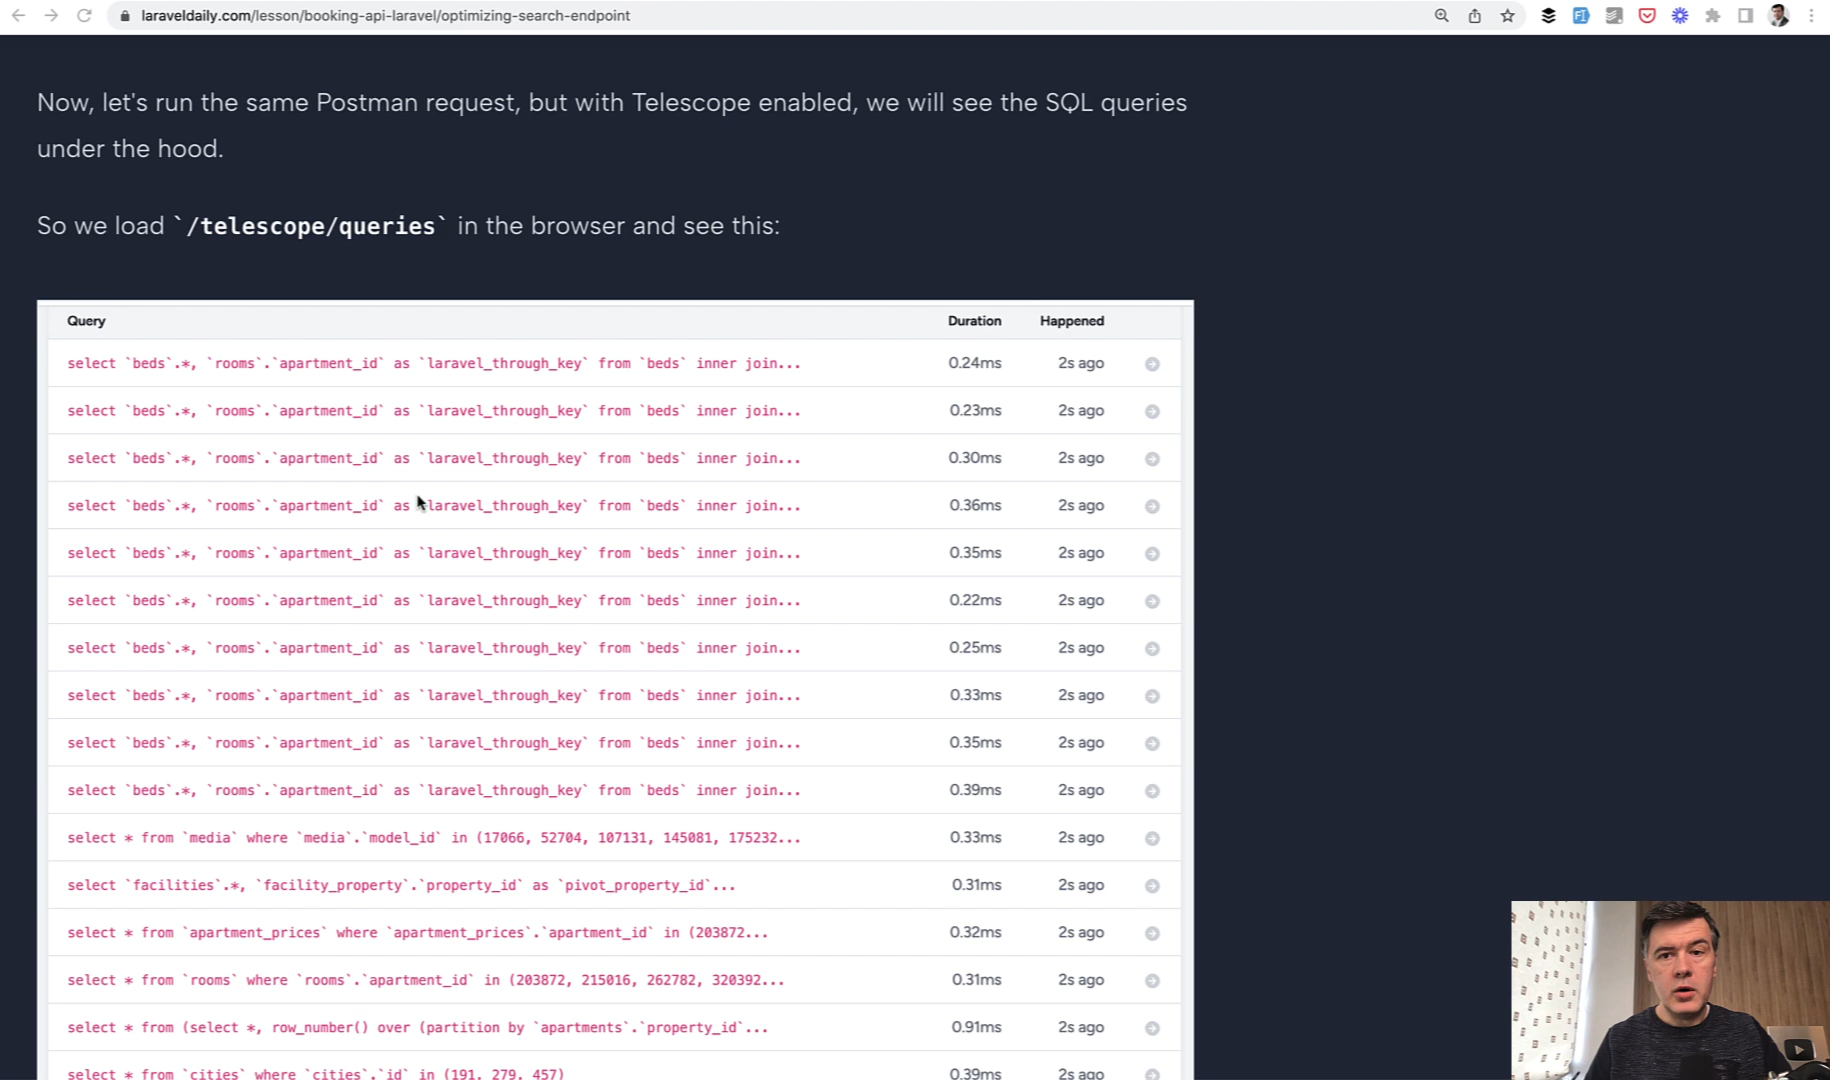 laraveldaily.com/lesson/booking-api-laravel/optimizing-search-endpoint
Now, let's run the same Postman request, but with Telescope enabled, we will see the SQL queries
under the hood.
So we load `/telescope/queries` in the browser and see this:
Query Duration Happened
select `beds`.*, `rooms`.`apartment_id` as `laravel_through_key` from `beds` inner join... 0.24ms 2s ago
select `beds`.*, `rooms`.`apartment_id` as `laravel_through_key` from `beds` inner join... 0.23ms 2s ago
select `beds`.*, `rooms`.`apartment_id` as `laravel_through_key` from `beds` inner join... 0.30ms 2s ago
select `beds`.*, `rooms`.`apartment_id` as `laravel_through_key` from `beds` inner join... 0.36ms 2s ago
select `beds`.*, `rooms`.`apartment_id` as `laravel_through_key` from `beds` inner join... 0.35ms 2s ago
select `beds`.*, `rooms`.`apartment_id` as `laravel_through_key` from `beds` inner join... 0.22ms 2s ago
select `beds`.*, `rooms`.`apartment_id` as `laravel_through_key` from `beds` inner join... 0.25ms 2s ago
select `beds`.*, `rooms`.`apartment_id` as `laravel_through_key` from `beds` inner join... 0.33ms 2s ago
select `beds`.*, `rooms`.`apartment_id` as `laravel_through_key` from `beds` inner join... 0.35ms 2s ago
select `beds`.*, `rooms`.`apartment_id` as `laravel_through_key` from `beds` inner join... 0.39ms 2s ago
select * from `media` where `media`.`model_id` in (17066, 52704, 107131, 145081, 175232... 0.33ms 2s ago
select `facilities`.*, `facility_property`.`property_id` as `pivot_property_id`... 0.31ms 2s ago
select * from `apartment_prices` where `apartment_prices`.`apartment_id` in (203872... 0.32ms 2s ago
select * from `rooms` where `rooms`.`apartment_id` in (203872, 215016, 262782, 320392... 0.31ms 2s ago
select * from (select *, row_number() over (partition by `apartments`.`property_id`... 0.91ms 2s ago
select * from `cities` where `cities`.`id` in (191, 279, 457) 0.39ms 2s ago